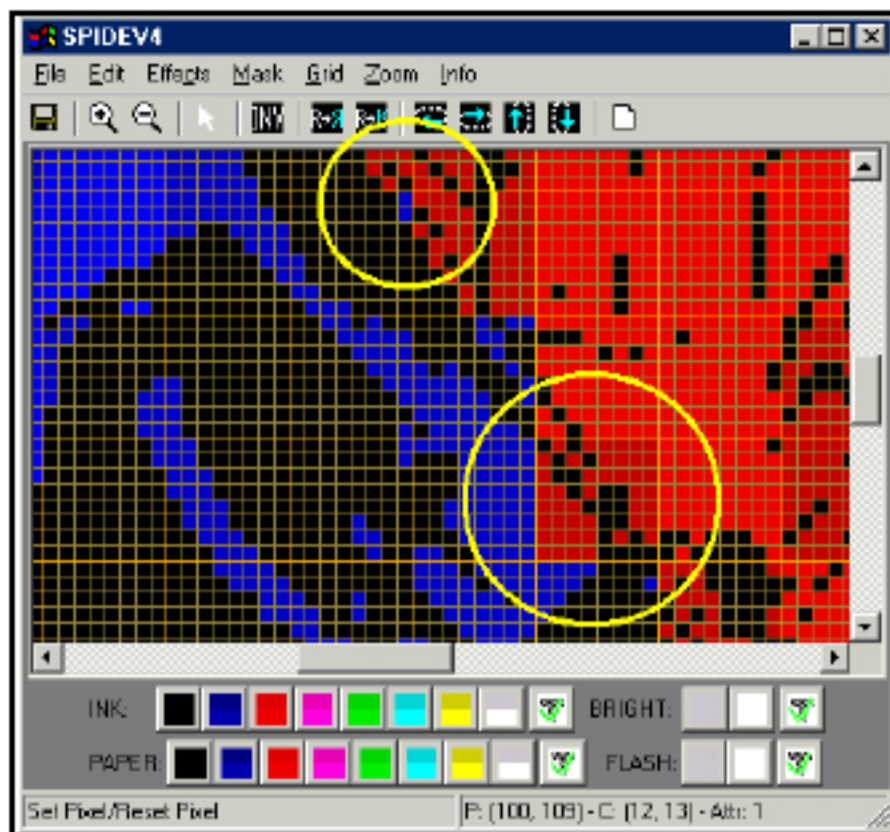 SPIDEV4
File Edit Effects Mask Grid Zoom Info
INV
INK: BRIGHT:
PAPER: FLASH:
Set Pixel/Reset Pixel P: (100, 109) - C: (12, 13) - Attr: 1